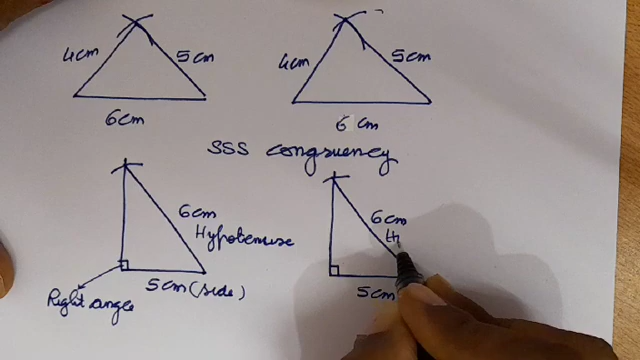 4cm 5cm 4cm 5cm
6cm 6 cm
SSS congruency
6cm 6cm
Hypotenuse H
5cm (side) 5cm
Right angle